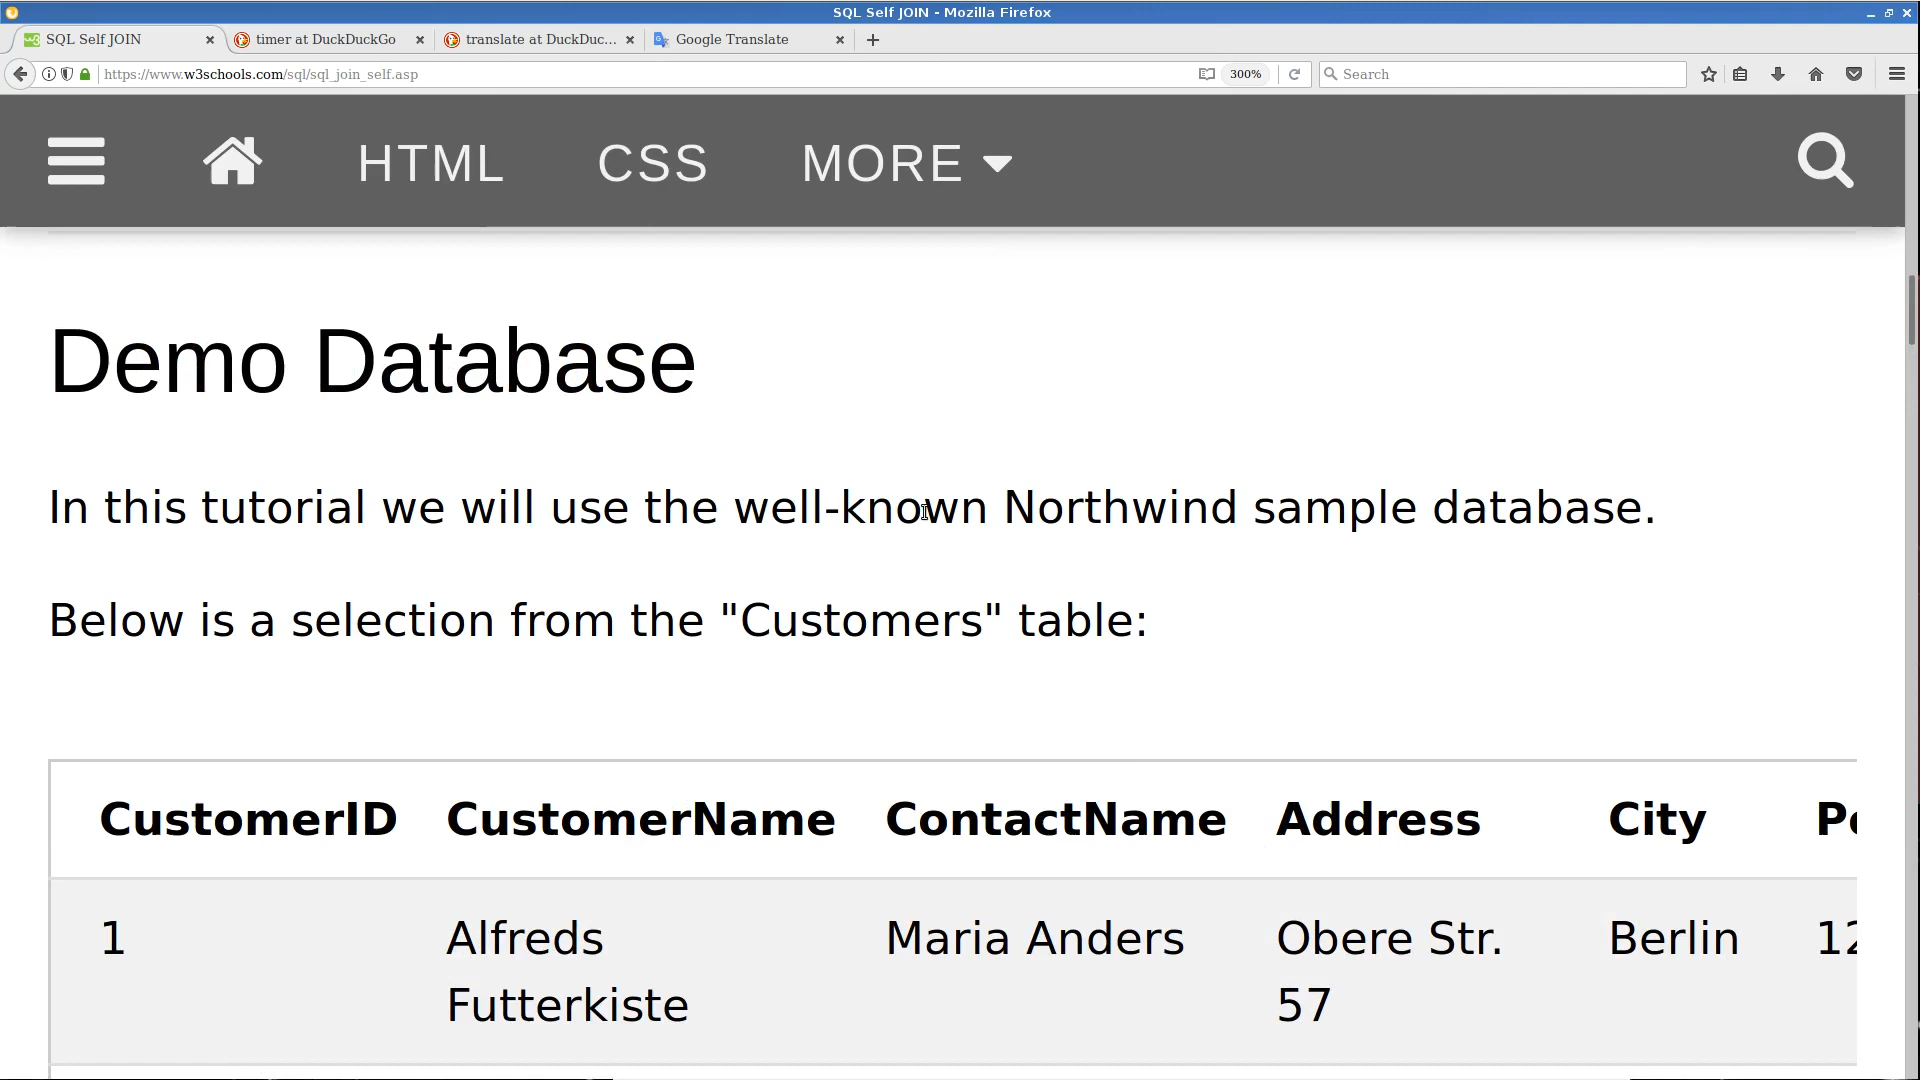 SQL Self JOIN - Mozilla Firefox
SQL Self JOIN
timer at DuckDuckGo
translate at DuckDuc...
Google Translate
https://www.w3schools.com/sql/sql_join_self.asp
300%
Search
HTML CSS MORE
Demo Database
In this tutorial we will use the well-known Northwind sample database.
Below is a selection from the "Customers" table:
CustomerID CustomerName ContactName Address City
1 Alfreds Maria Anders Obere Str. Berlin 12
Futterkiste 57